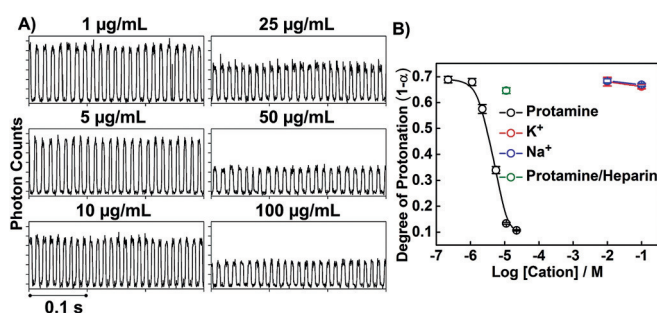 A)
1 µg/mL
25 µg/mL
5 µg/mL
50 µg/mL
10 µg/mL
100 µg/mL
Photon Counts
0.1 s
B)
Degree of Protonation (1-α)
0.7
0.6
0.5
0.4
0.3
0.2
0.1
Protamine
K⁺
Na⁺
Protamine/Heparin
-7 -6 -5 -4 -3 -2 -1
Log [Cation] / M